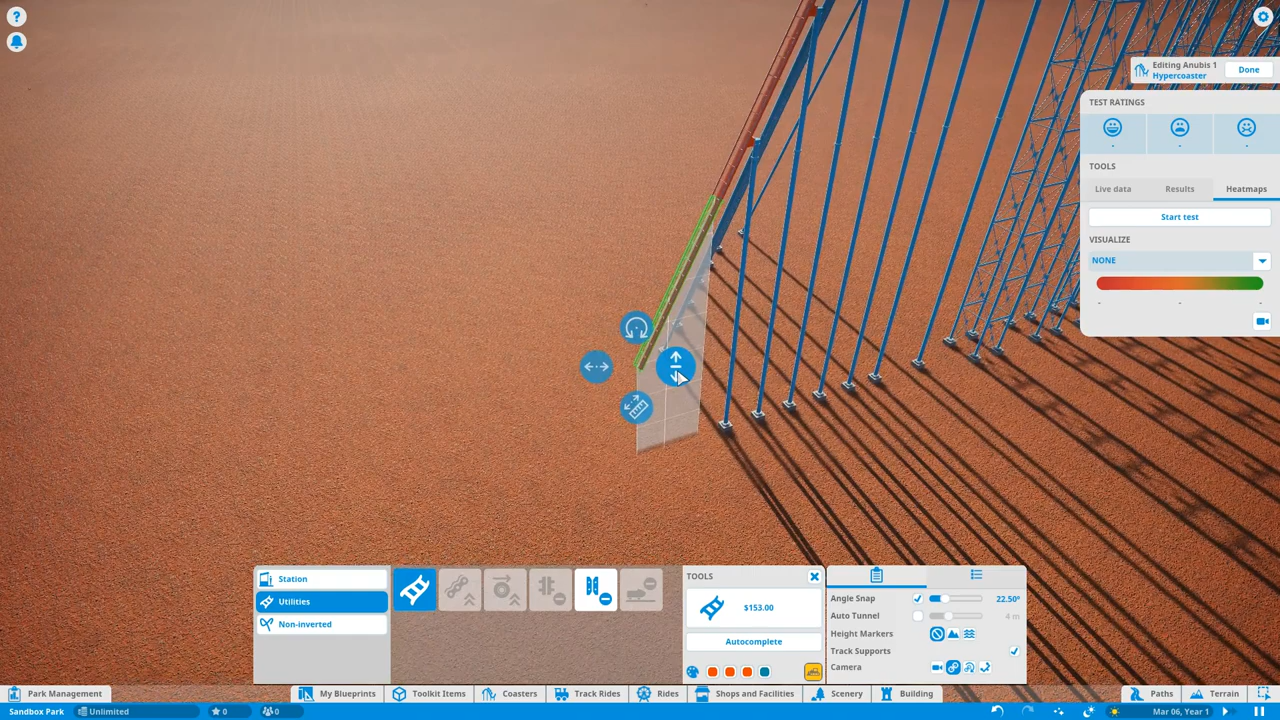 ?
Editing Anubis 1
Hypercoaster
Done
TEST RATINGS
- - -
TOOLS
Live data Results Heatmaps
Start test
VISUALIZE
NONE
- - -
Station
Utilities
Non-inverted
TOOLS
$153.00
Autocomplete
Angle Snap 22.50°
Auto Tunnel 4 m
Height Markers
Track Supports
Camera
Park Management My Blueprints Toolkit Items Coasters Track Rides Rides Shops and Facilities Scenery Building Paths Terrain
Sandbox Park Unlimited 0 0 Mar 06, Year 1